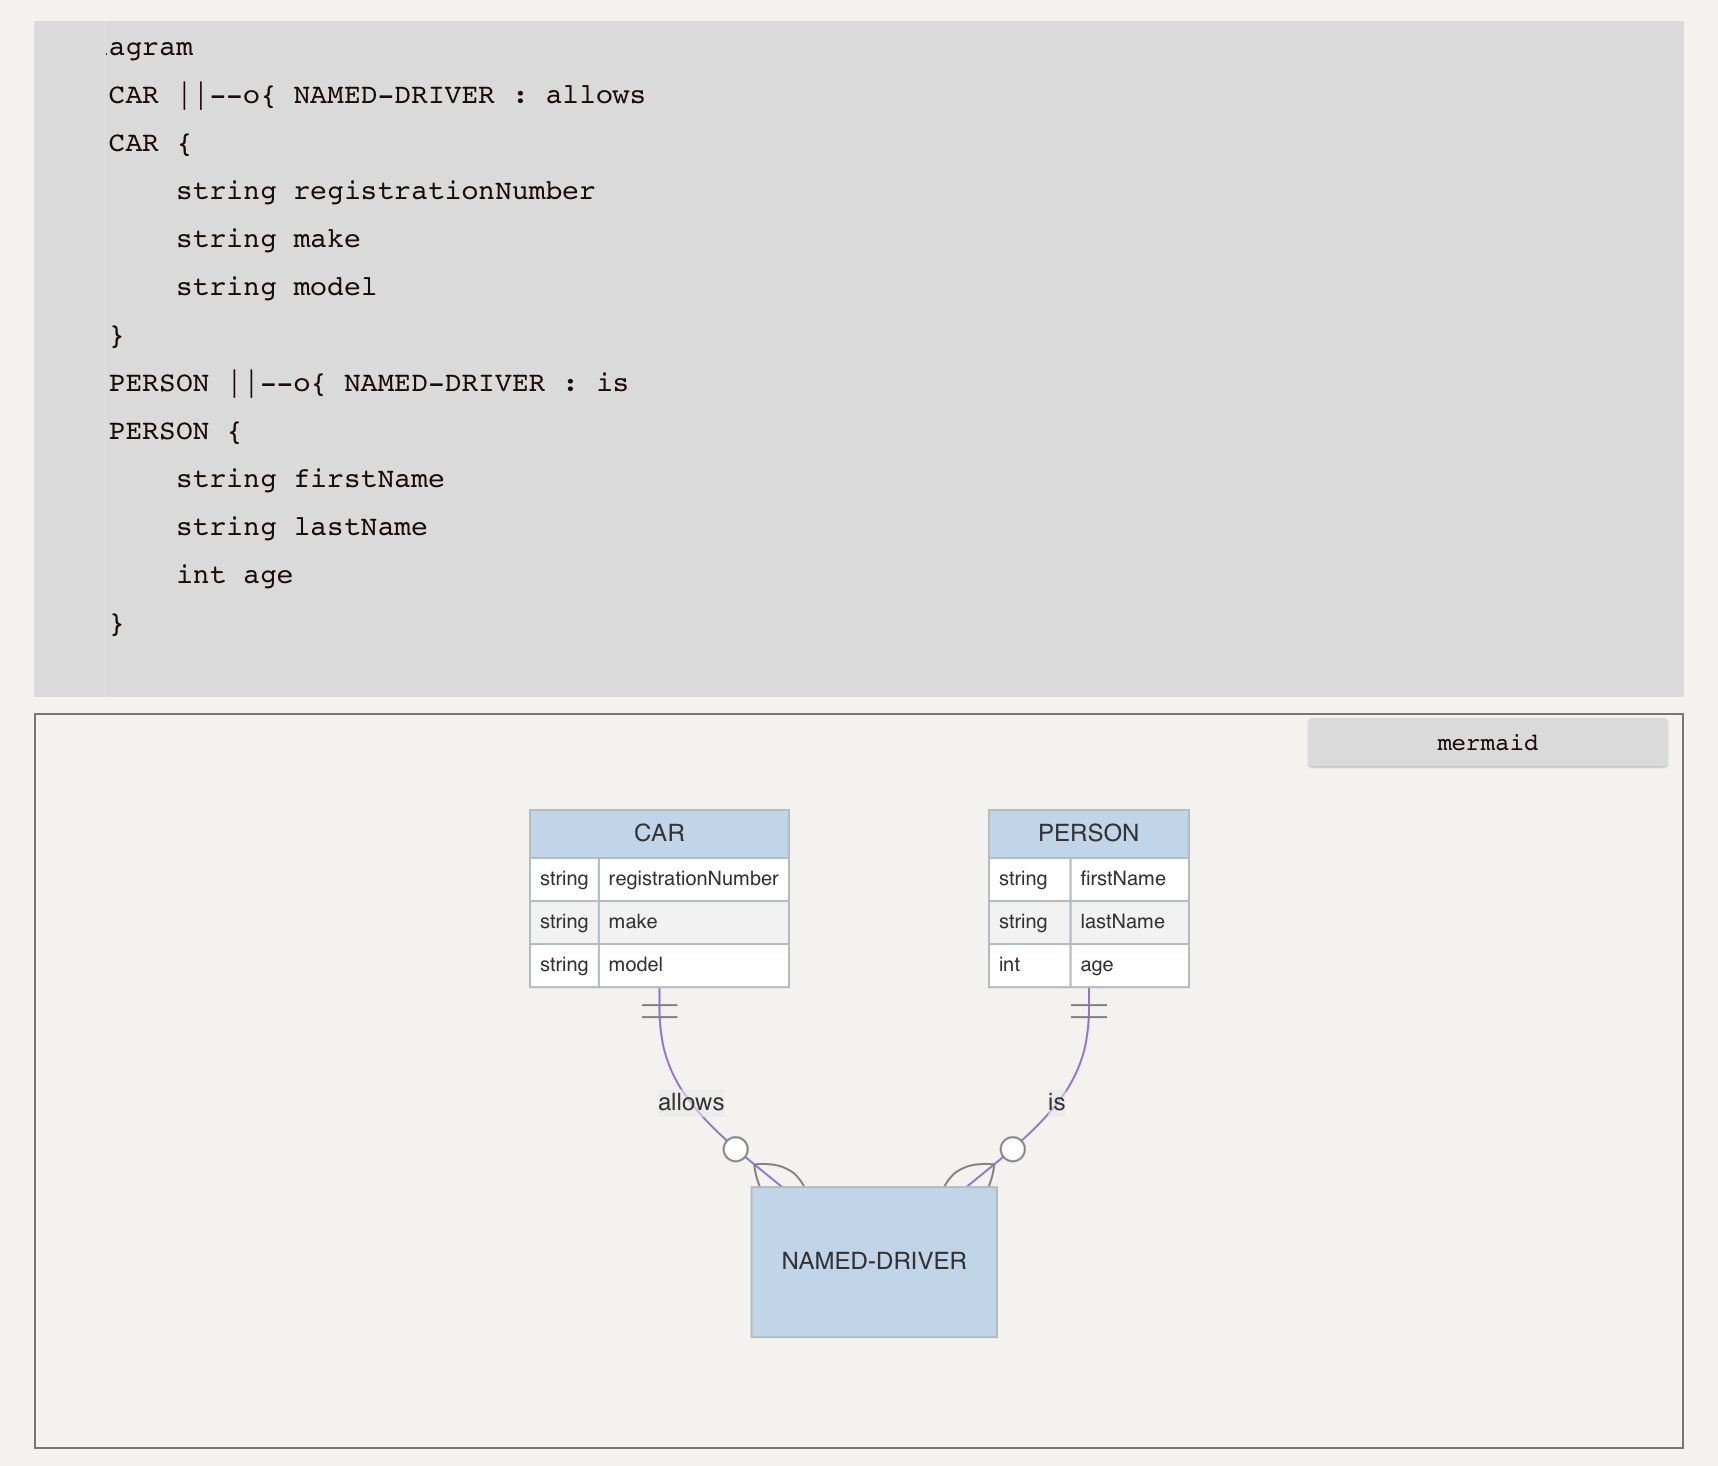 agram
CAR ||--o{ NAMED-DRIVER : allows
CAR {
string registrationNumber
string make
string model
}
PERSON ||--o{ NAMED-DRIVER : is
PERSON {
string firstName
string lastName
int age
}
mermaid
CAR
string registrationNumber
string make
string model
PERSON
string firstName
string lastName
int age
allows
is
NAMED-DRIVER